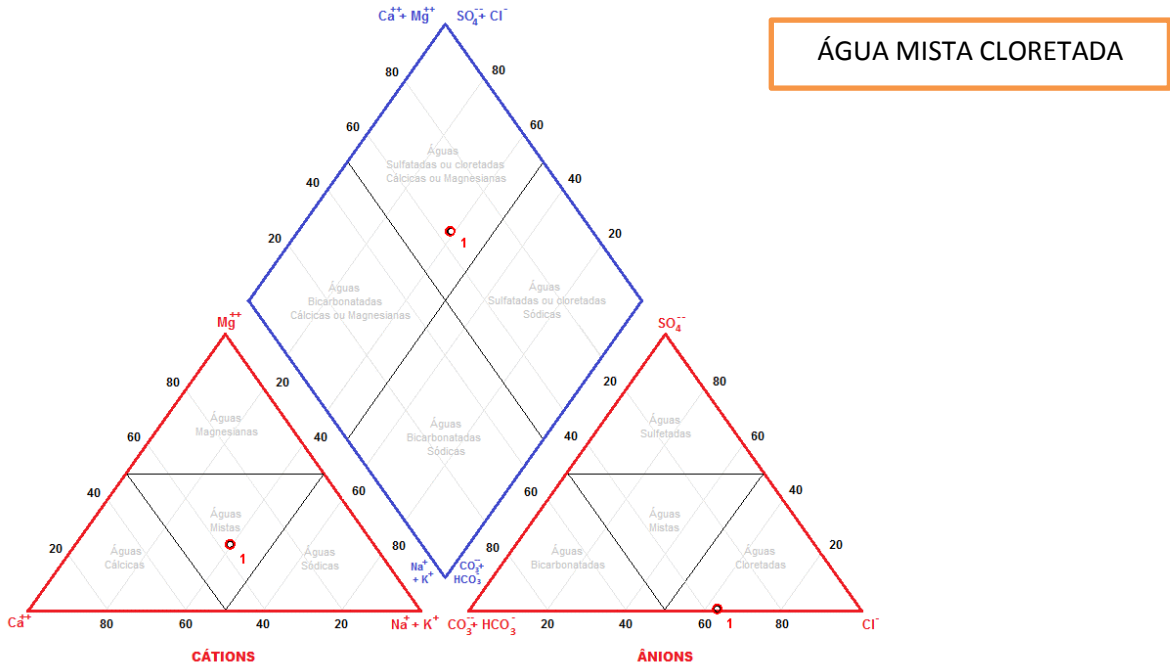 Ca++ + Mg++ SO4-- + Cl-
ÁGUA MISTA CLORETADA
80 80
60 60
Águas
Sulfatadas ou cloretadas
Cálcicas ou Magnesianas
40 40
1
20 20
Águas
Bicarbonatadas
Cálcicas ou Magnesianas
Águas
Sulfatadas ou cloretadas
Sódicas
Mg++ SO4--
80 20 20 80
Águas
Magnesianas
Águas
Bicarbonatadas
Sódicas
Águas
Sulfetadas
60 40 40 60
40 60 60 40
Águas
Mistas
Águas
Mistas
20 80 80 20
1
Águas
Cálcicas
Águas
Sódicas
Águas
Bicarbonatadas
Águas
Cloretadas
Na+
+ K+
CO3-- +
HCO3-
Ca++ 80 60 40 20 Na+ + K+ CO3-- + HCO3- 20 40 60 1 80 Cl-
CÁTIONS ÂNIONS